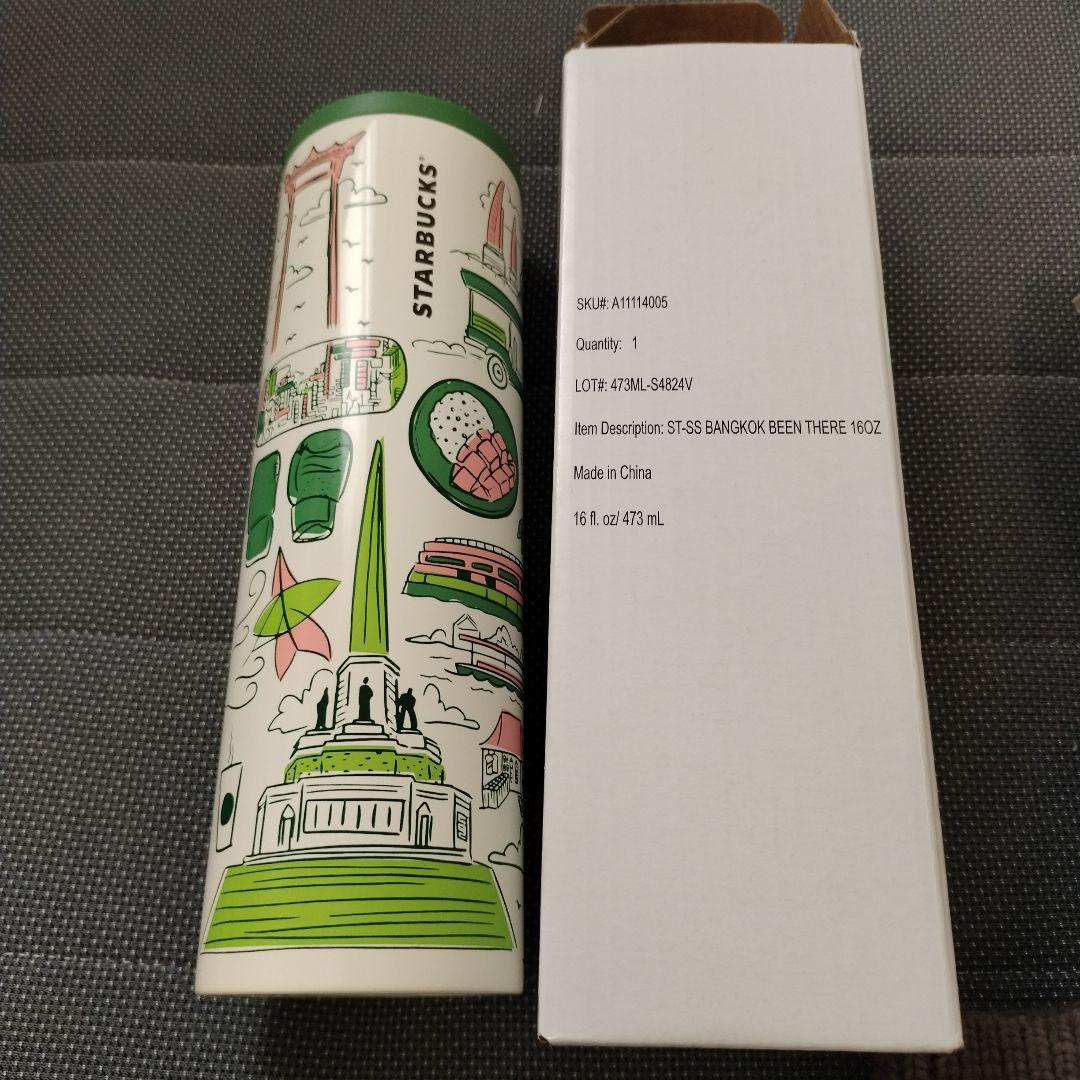 STARBUCKS®
SKU#: A11114005
Quantity: 1
LOT#: 473ML-S4824V
Item Description: ST-SS BANGKOK BEEN THERE 16OZ
Made in China
16 fl. oz/ 473 mL